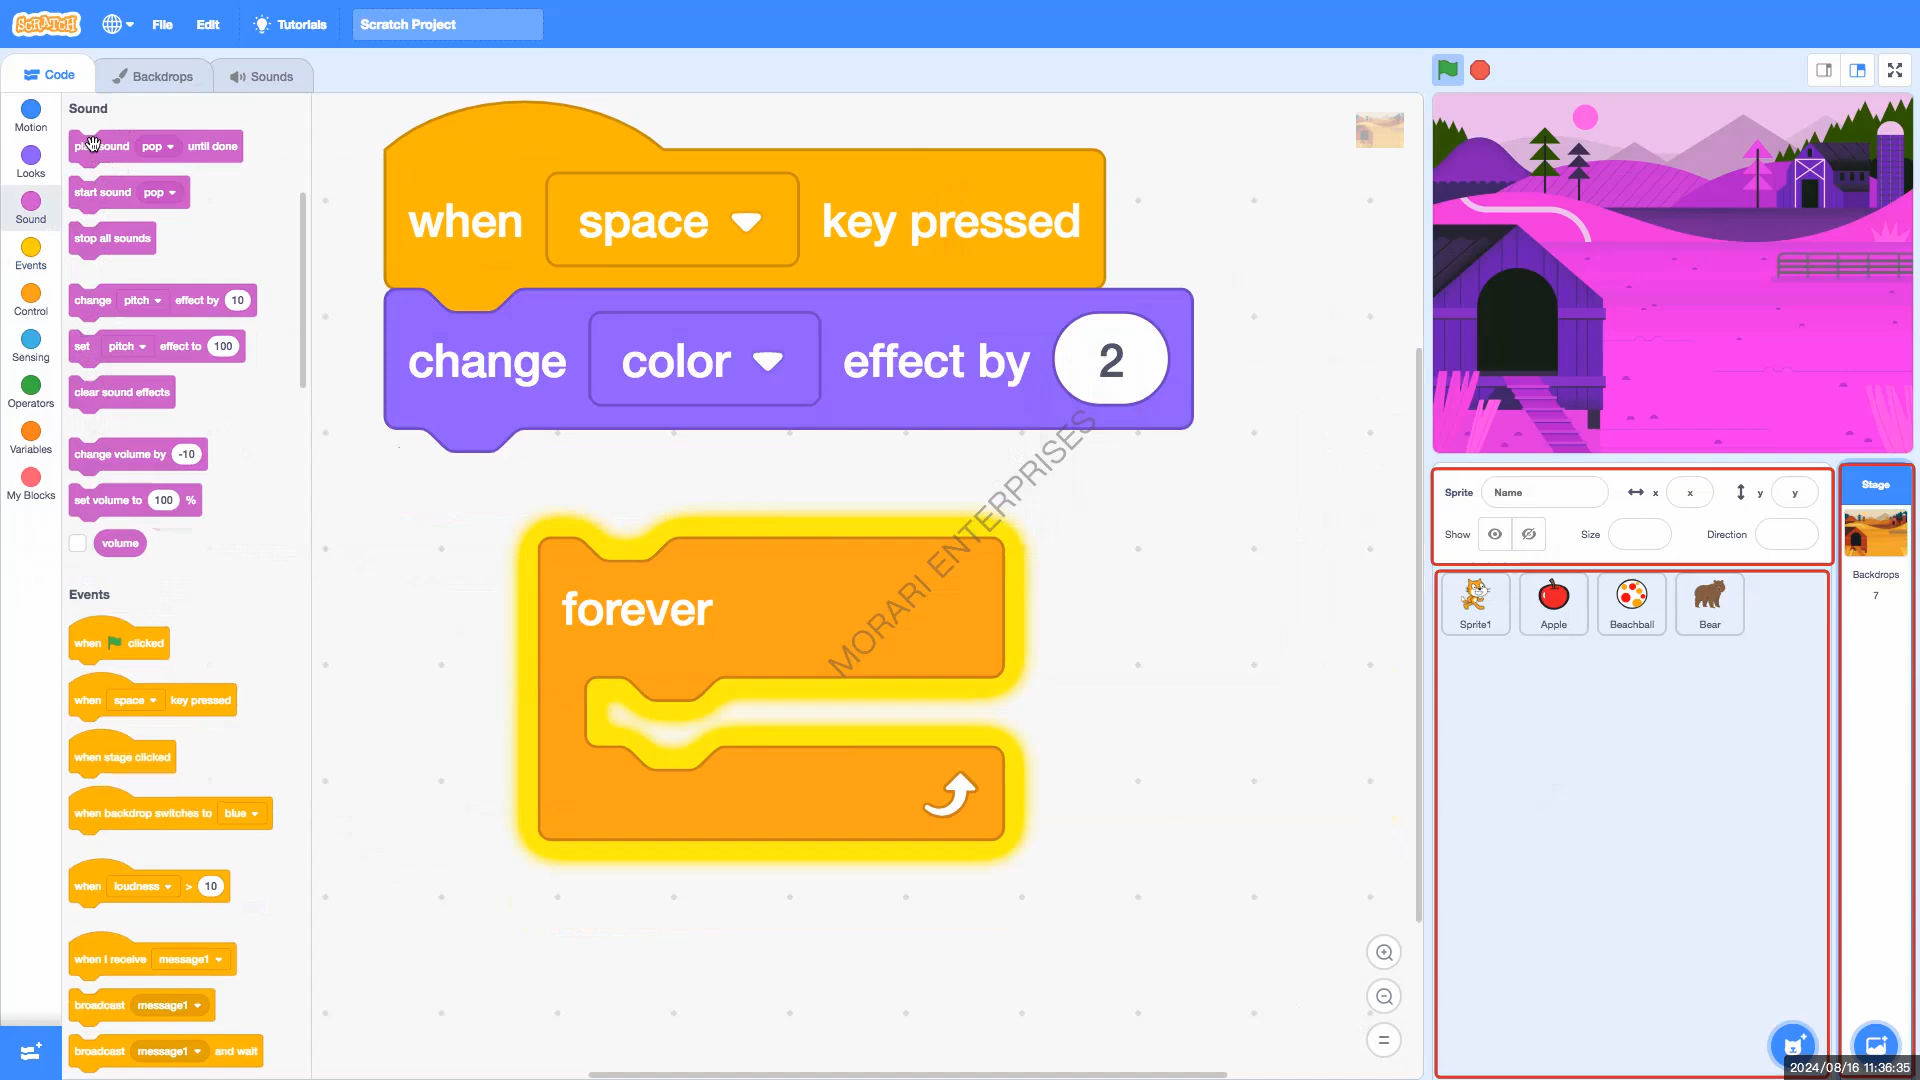 SCRATCH File Edit Tutorials Scratch Project
Code Backdrops Sounds
Motion
Looks
Sound
Events
Control
Sensing
Operators
Variables
My Blocks
Sound
sound pop until done
start sound pop
stop all sounds
change pitch effect by 10
set pitch effect to 100
clear sound effects
change volume by -10
set volume to 100 %
volume
Events
when clicked
when space key pressed
when stage clicked
when backdrop switches to blue
when loudness > 10
when I receive message1
broadcast message1
broadcast message1 and wait
when space key pressed
change color effect by 2
forever
MORARI ENTERPRISES
Sprite Name x x y y
Show Size Direction
Sprite1 Apple Beachball Bear
Stage
Backdrops
7
2024/08/16 11:36:35